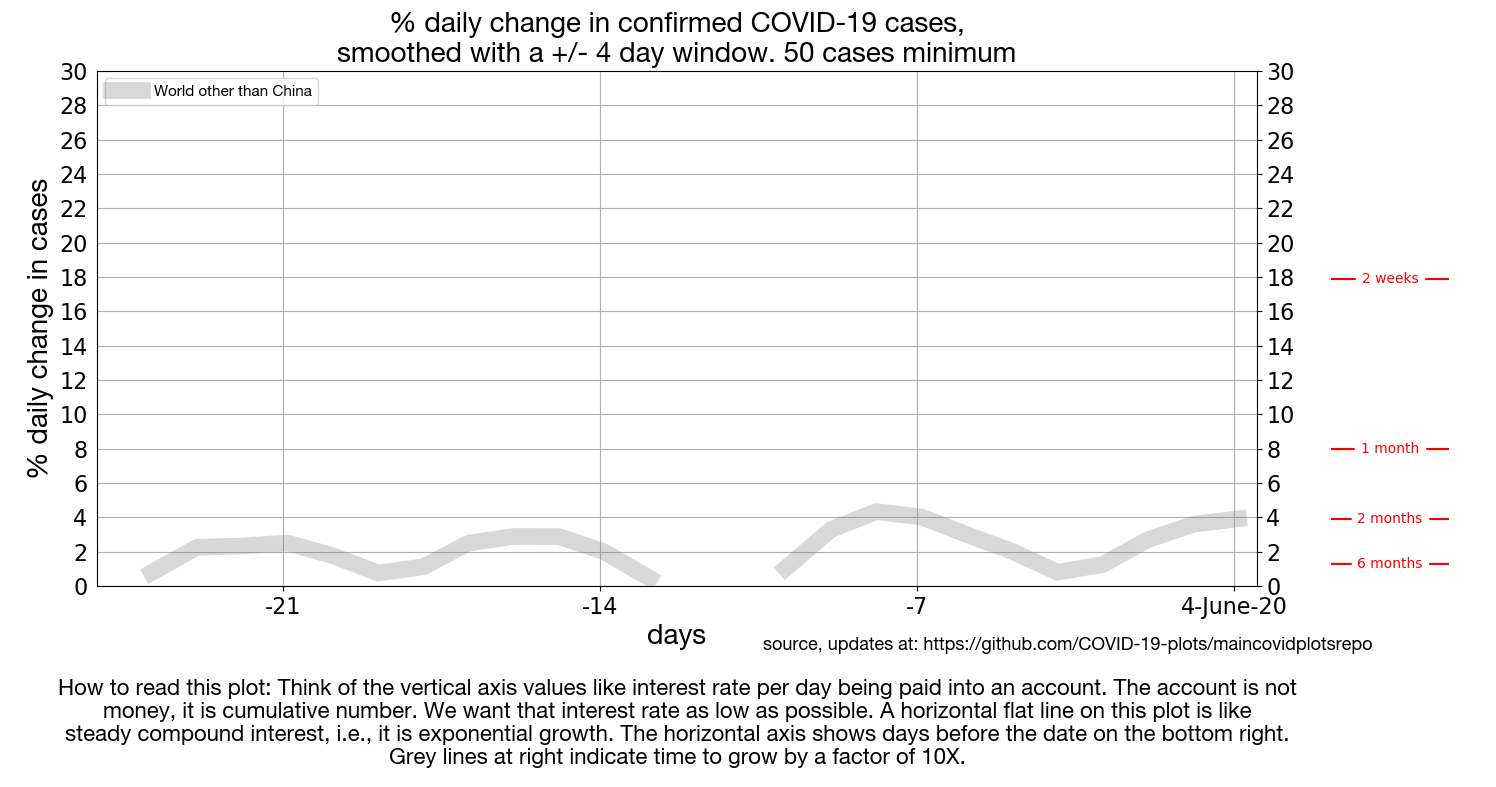 % daily change in confirmed COVID-19 cases,
smoothed with a +/- 4 day window. 50 cases minimum
World other than China
% daily change in cases
30
28
26
24
22
20
18
16
14
12
10
8
6
4
2
0
30
28
26
24
22
20
18
16
14
12
10
8
6
4
2
0
2 weeks
1 month
2 months
6 months
-21
-14
-7
4-June-20
days
source, updates at: https://github.com/COVID-19-plots/maincovidplotsrepo
How to read this plot: Think of the vertical axis values like interest rate per day being paid into an account. The account is not
money, it is cumulative number. We want that interest rate as low as possible. A horizontal flat line on this plot is like
steady compound interest, i.e., it is exponential growth. The horizontal axis shows days before the date on the bottom right.
Grey lines at right indicate time to grow by a factor of 10X.